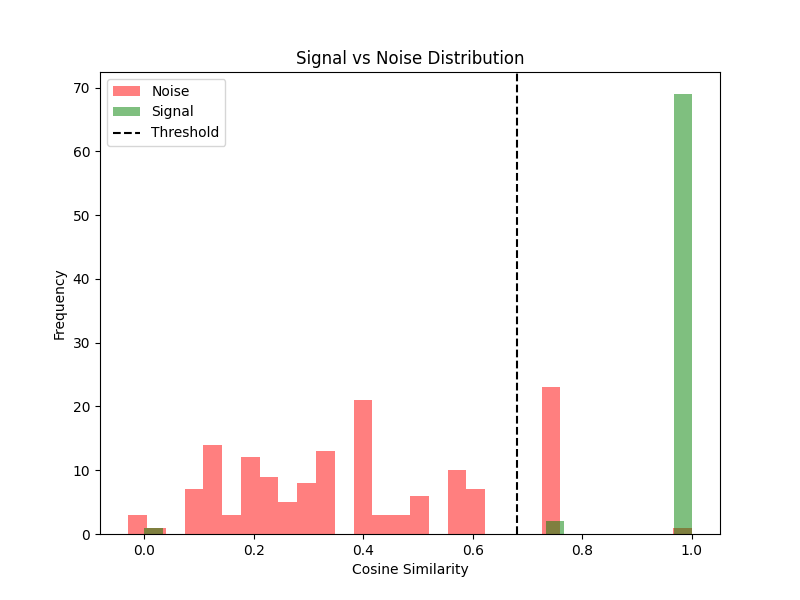 Signal vs Noise Distribution
Noise
Signal
Threshold
70
60
50
40
30
20
10
0
Frequency
0.0 0.2 0.4 0.6 0.8 1.0
Cosine Similarity